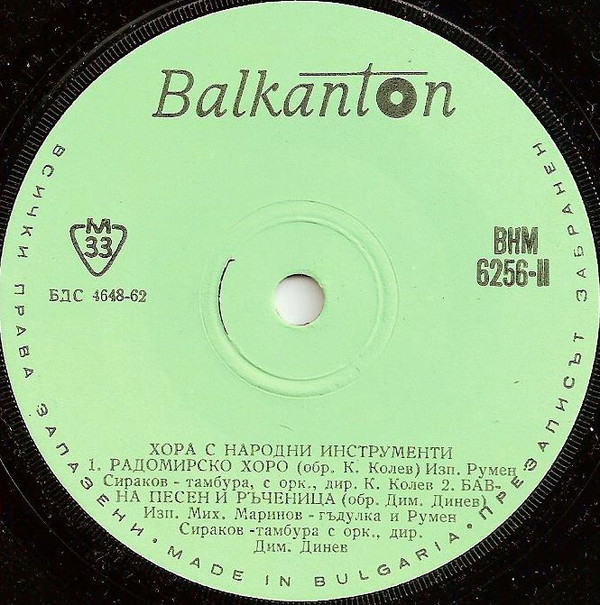 Balkanton
ВСИЧКИ ПРАВА ЗАПАЗЕНИ · MADE IN BULGARIA · ПРЕЗАПИСЪТ ЗАБРАНЕН
М
33
БДС 4648-62
ВНМ
6256-II
ХОРА С НАРОДНИ ИНСТРУМЕНТИ
1. РАДОМИРСКО ХОРО (обр. К. Колев) Изп. Румен
Сираков - тамбура, с орк., дир. К. Колев 2. БАВ-
НА ПЕСЕН И РЪЧЕНИЦА (обр. Дим. Динев)
Изп. Мих. Маринов - гъдулка и Румен
Сираков - тамбура с орк., дир.
Дим. Динев